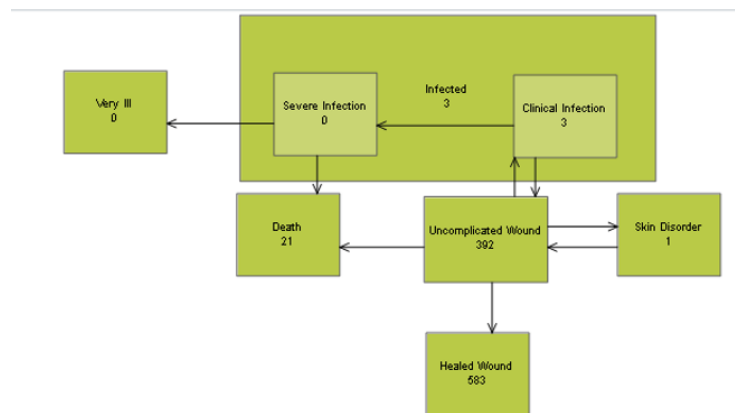 Infected
3
Very Ill
0
Severe Infection
0
Clinical Infection
3
Death
21
Uncomplicated Wound
392
Skin Disorder
1
Healed Wound
583